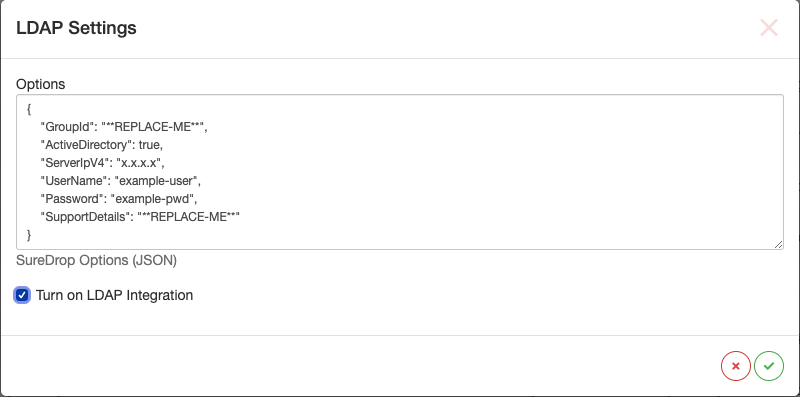 LDAP Settings
Options
{
"GroupId": "**REPLACE-ME**",
"ActiveDirectory": true,
"ServerIpV4": "x.x.x.x",
"UserName": "example-user",
"Password": "example-pwd",
"SupportDetails": "**REPLACE-ME**"
}
SureDrop Options (JSON)
Turn on LDAP Integration